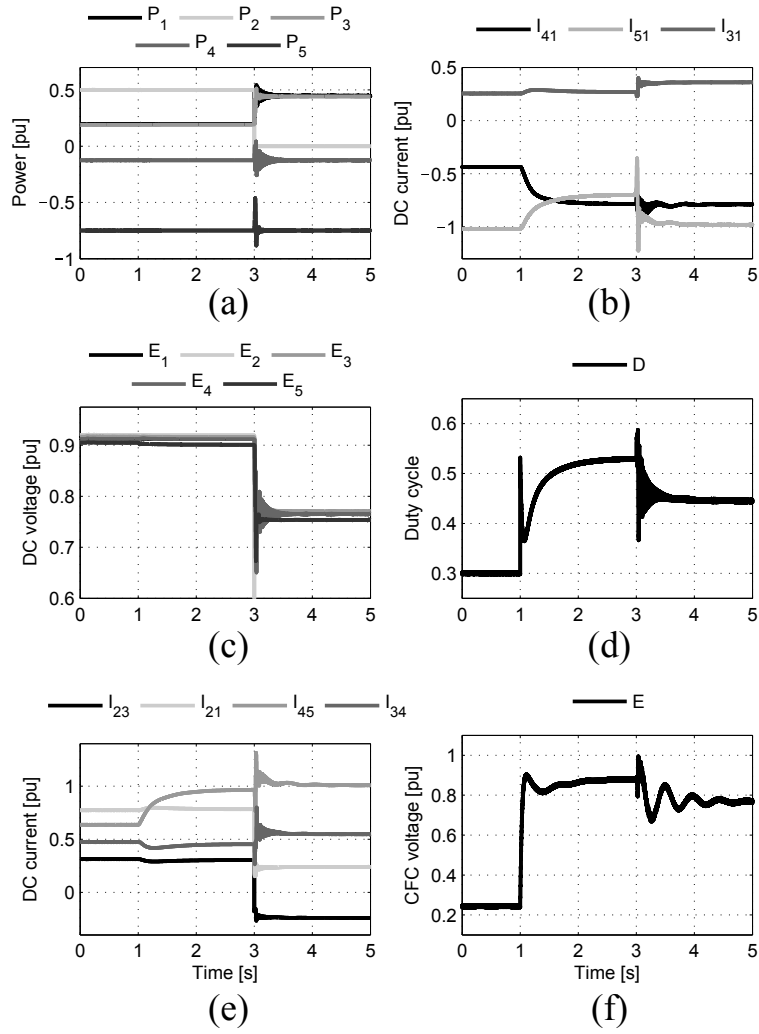 P1 P2 P3
P4 P5
Power [pu]
0.5
0
−0.5
−1
0 1 2 3 4 5
(a)
I41 I51 I31
DC current [pu]
0.5
0
−0.5
−1
0 1 2 3 4 5
(b)
E1 E2 E3
E4 E5
DC voltage [pu]
0.9
0.8
0.7
0.6
0 1 2 3 4 5
(c)
D
Duty cycle
0.6
0.5
0.4
0.3
0 1 2 3 4 5
(d)
I23 I21 I45 I34
DC current [pu]
1
0.5
0
0 1 2 3 4 5
Time [s]
(e)
E
CFC voltage [pu]
1
0.8
0.6
0.4
0.2
0 1 2 3 4 5
Time [s]
(f)